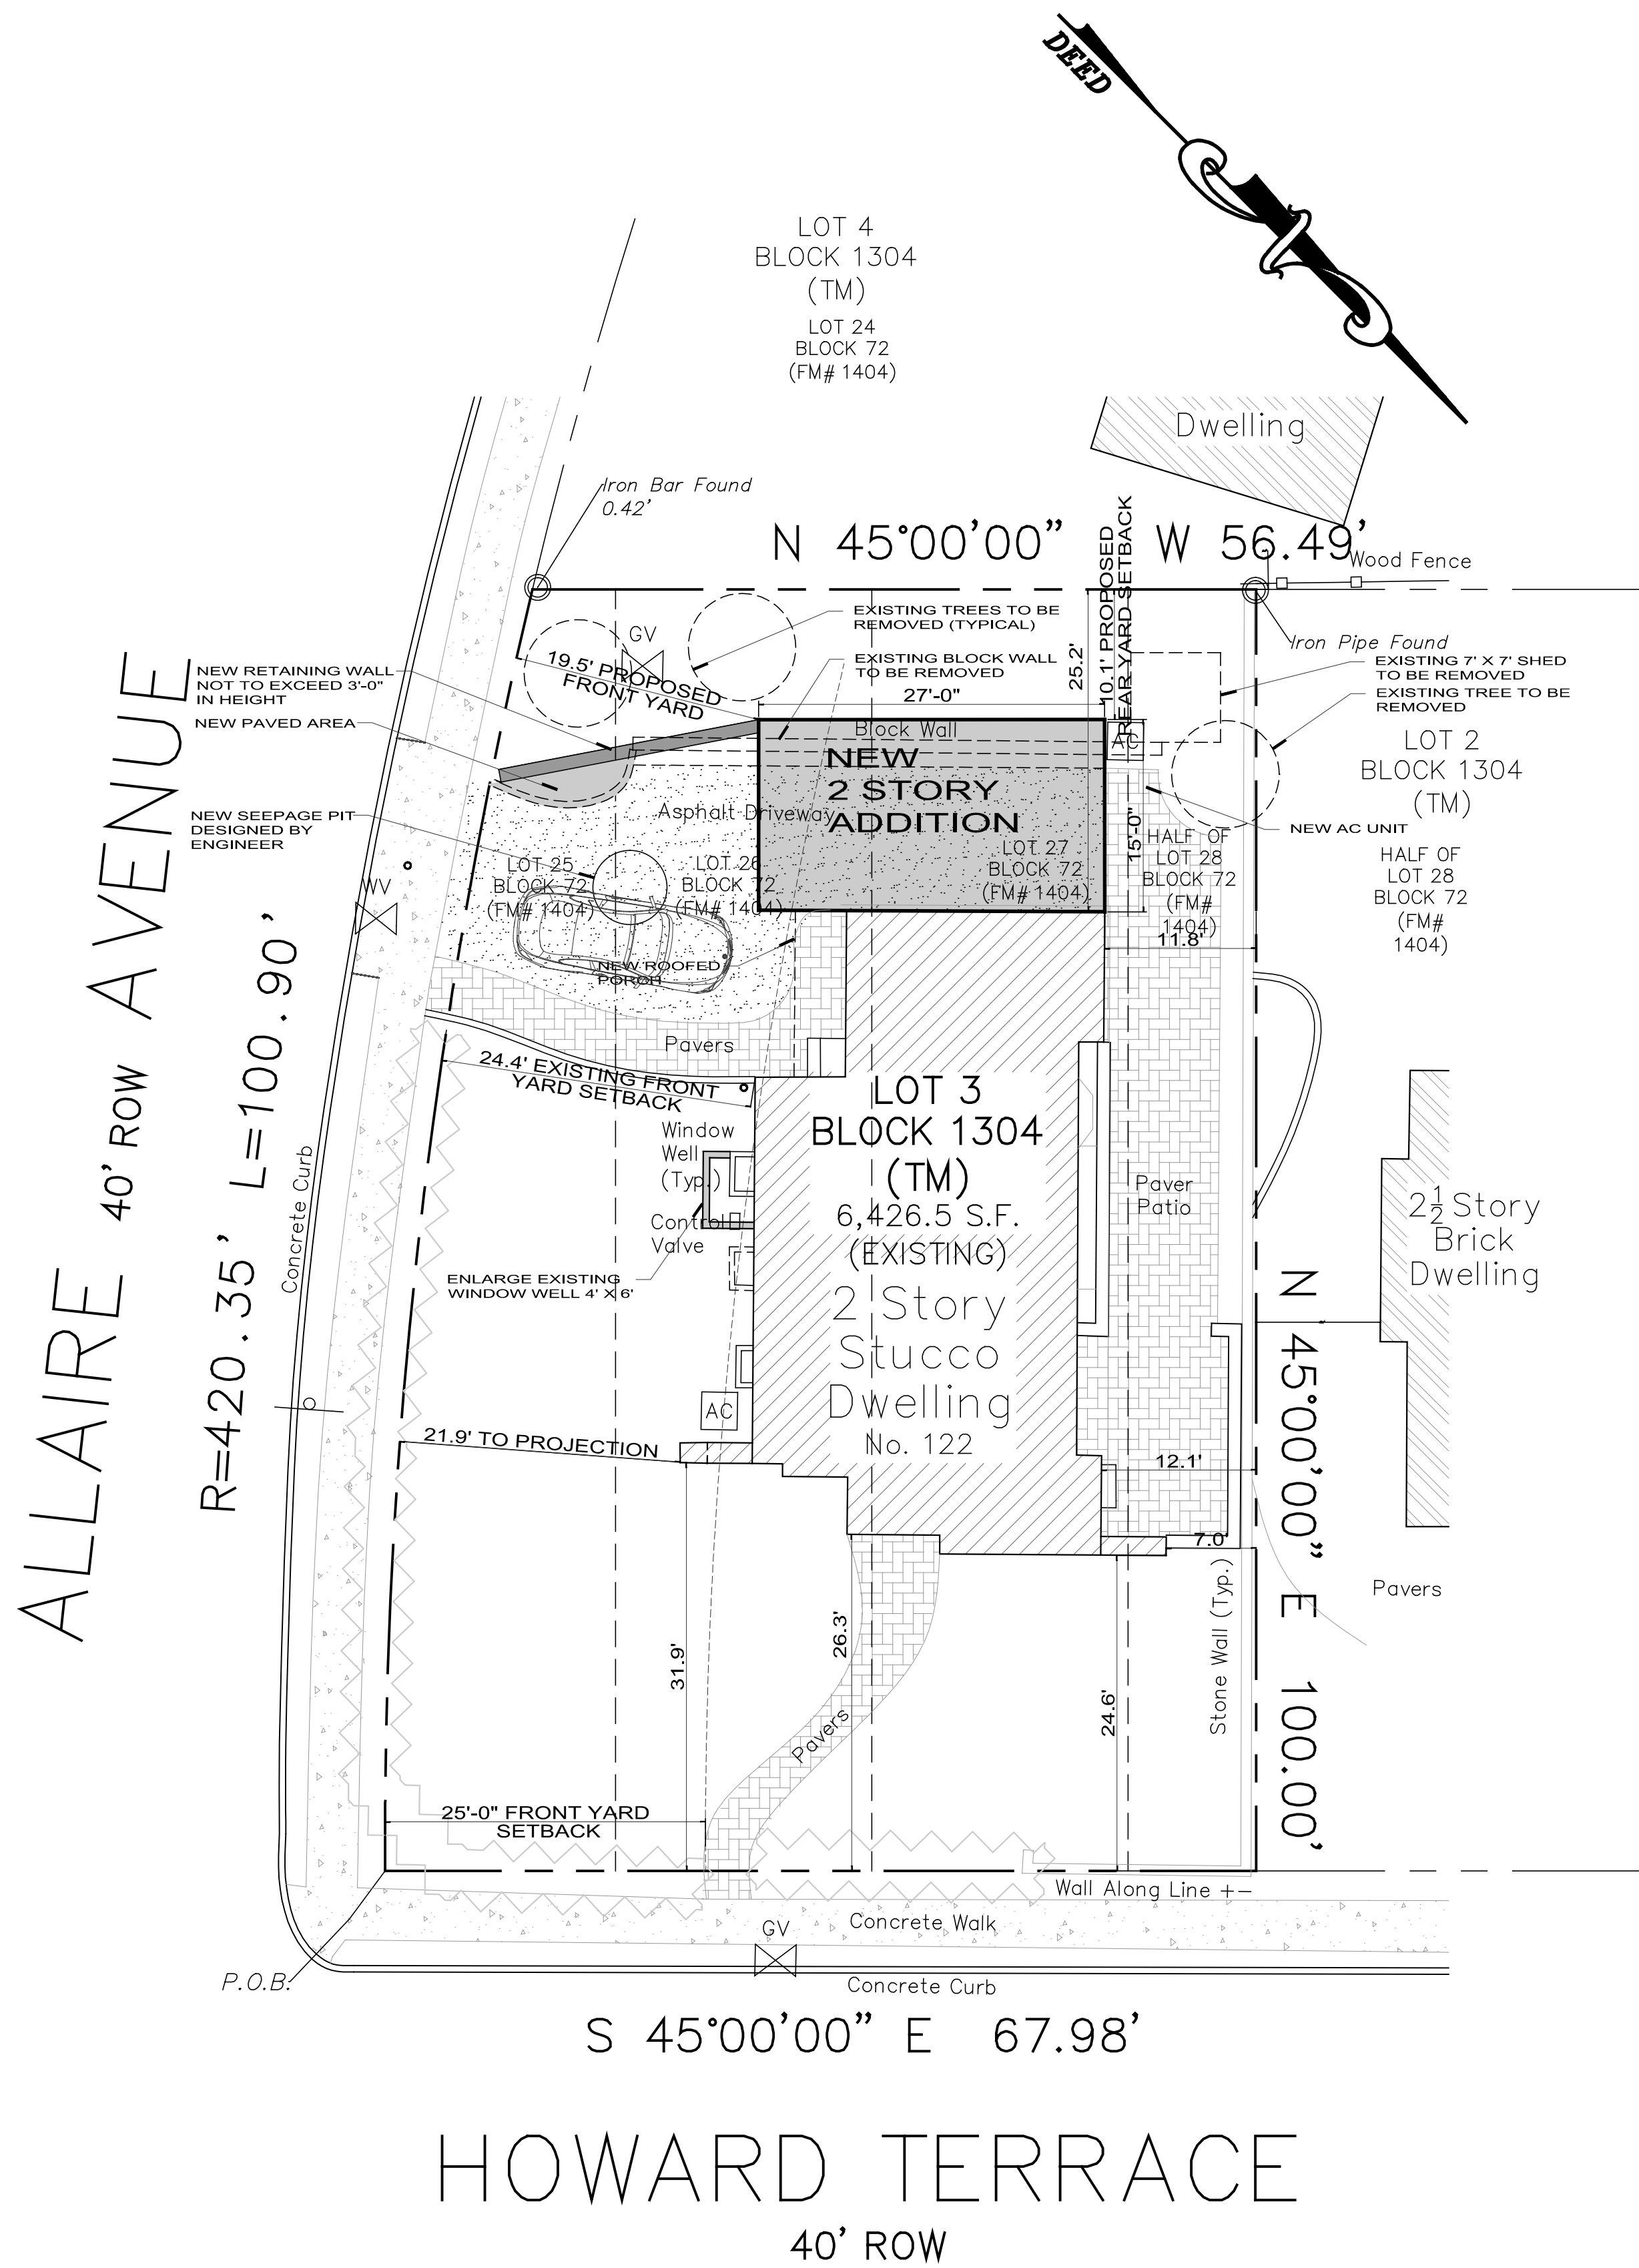 DEED
LOT 4
BLOCK 1304
(TM)
LOT 24
BLOCK 72
(FM# 1404)
Dwelling
Iron Bar Found
0.42'
N 45°00'00" W 56.49'
Wood Fence
Iron Pipe Found
EXISTING TREES TO BE
REMOVED (TYPICAL)
GV
19.5' PROPOSED
FRONT YARD
EXISTING BLOCK WALL
TO BE REMOVED
27'-0"
25.2'
10.1' PROPOSED
REAR YARD SETBACK
EXISTING 7' X 7' SHED
TO BE REMOVED
EXISTING TREE TO BE
REMOVED
NEW RETAINING WALL
NOT TO EXCEED 3'-0"
IN HEIGHT
NEW PAVED AREA
NEW SEEPAGE PIT
DESIGNED BY
ENGINEER
Block Wall
AC
NEW
2 STORY
ADDITION
Asphalt Driveway
15'-0"
NEW AC UNIT
LOT 2
BLOCK 1304
(TM)
HALF OF
LOT 28
BLOCK 72
(FM#
1404)
LOT 25
BLOCK 72
(FM# 1404)
LOT 26
BLOCK 72
(FM# 1404)
LOT 27
BLOCK 72
(FM# 1404)
HALF OF
LOT 28
BLOCK 72
(FM#
1404)
11.8'
WV
NEW ROOFED
PORCH
Pavers
24.4' EXISTING FRONT
YARD SETBACK
Window
Well
(Typ.)
Control
Valve
ENLARGE EXISTING
WINDOW WELL 4' X 6'
AC
21.9' TO PROJECTION
LOT 3
BLOCK 1304
(TM)
6,426.5 S.F.
(EXISTING)
2 Story
Stucco
Dwelling
No. 122
Paver
Patio
12.1'
7.0'
2½ Story
Brick
Dwelling
Pavers
N 45°00'00" E 100.00'
Stone Wall (Typ.)
ALLAIRE AVENUE
40' ROW
R=420.35' L=100.90'
Concrete Curb
31.9'
26.3'
24.6'
Pavers
25'-0" FRONT YARD
SETBACK
Wall Along Line +-
GV
Concrete Walk
Concrete Curb
P.O.B.
S 45°00'00" E 67.98'
HOWARD TERRACE
40' ROW